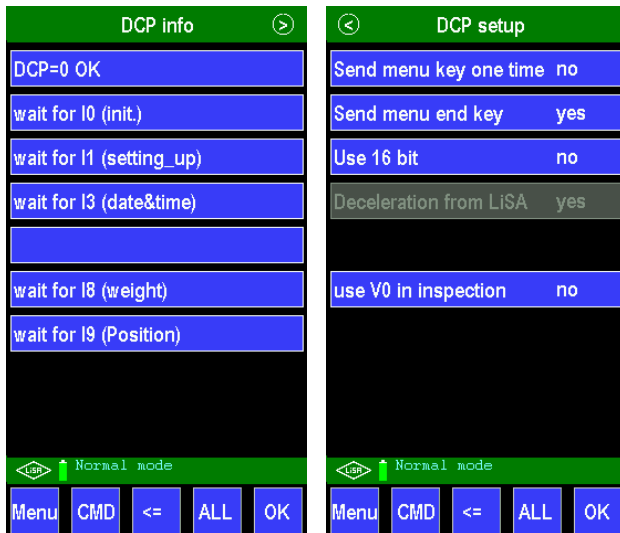 DCP info >
DCP=0 OK
wait for I0 (init.)
wait for I1 (setting_up)
wait for I3 (date&time)
wait for I8 (weight)
wait for I9 (Position)
LiSA Normal mode
Menu CMD <= ALL OK
< DCP setup
Send menu key one time no
Send menu end key yes
Use 16 bit no
Deceleration from LiSA yes
use V0 in inspection no
LiSA Normal mode
Menu CMD <= ALL OK